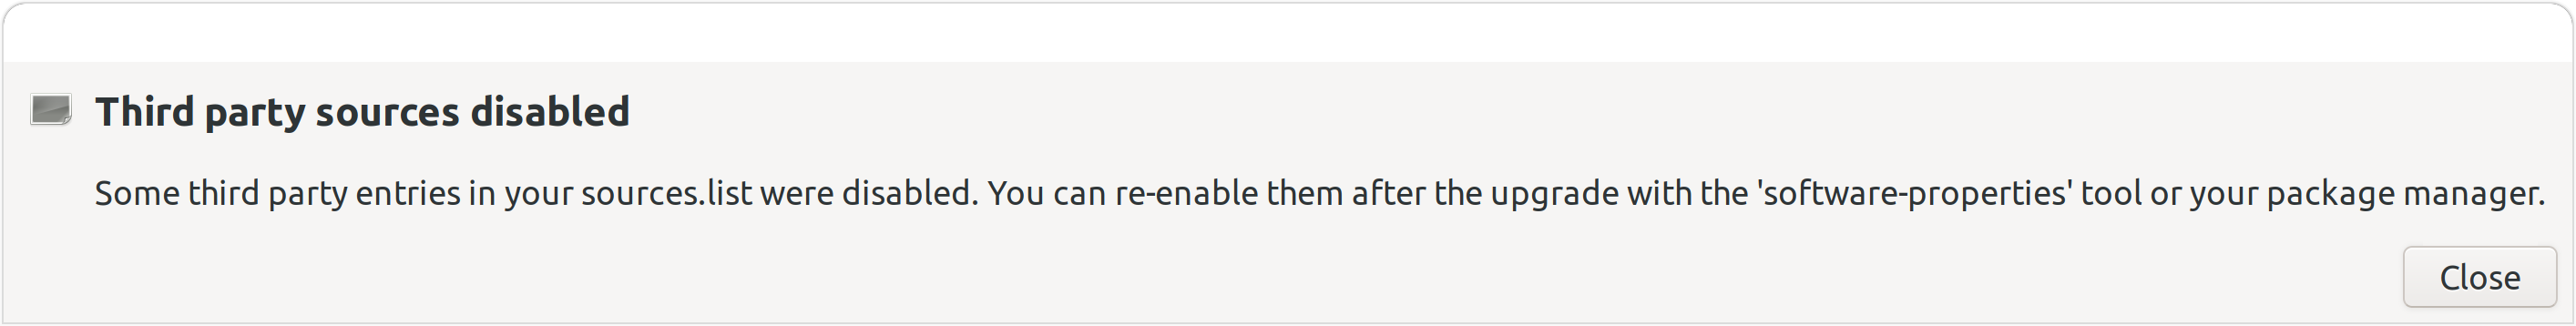 Third party sources disabled
Some third party entries in your sources.list were disabled. You can re-enable them after the upgrade with the 'software-properties' tool or your package manager.
Close